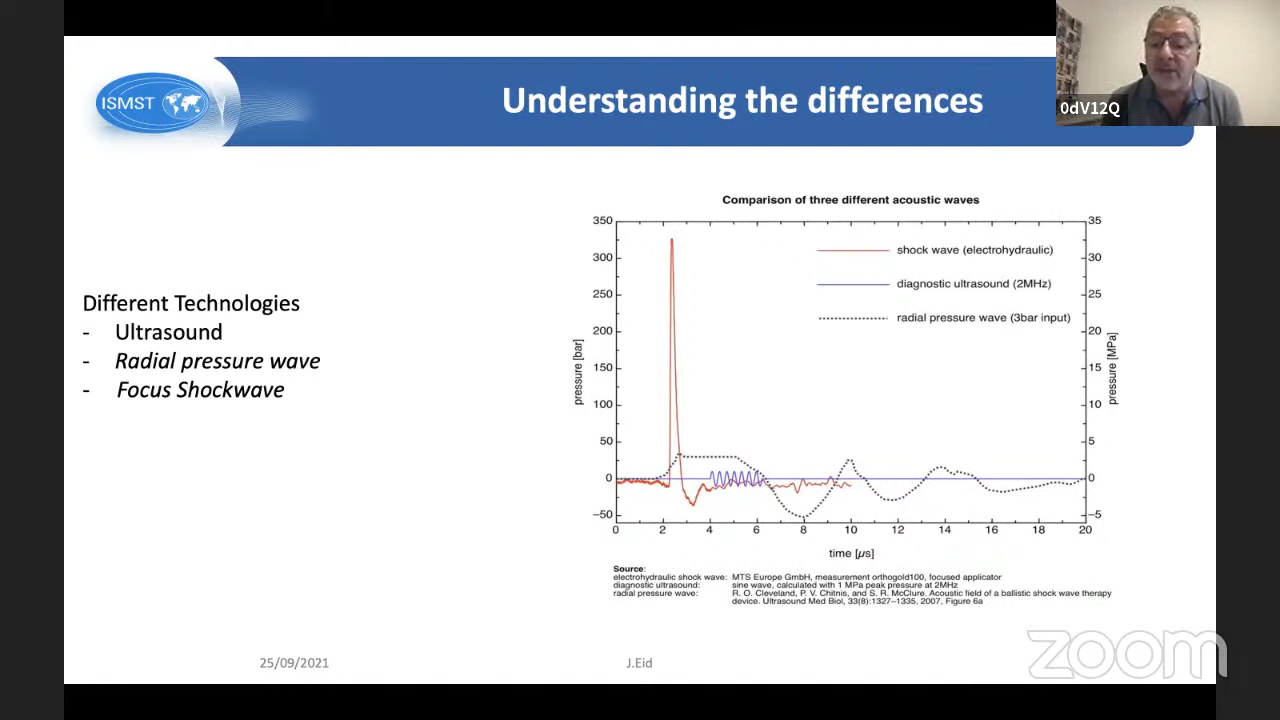 ISMST
Understanding the differences
0dV12Q
Different Technologies
- Ultrasound
- Radial pressure wave
- Focus Shockwave
Comparison of three different acoustic waves
350
300
250
200
150
100
50
0
−50
pressure [bar]
shock wave (electrohydraulic)
diagnostic ultrasound (2MHz)
radial pressure wave (3bar input)
35
30
25
20
15
10
5
0
−5
pressure [MPa]
0 2 4 6 8 10 12 14 16 18 20
time [µs]
Source:
electrohydraulic shock wave: MTS Europe GmbH, measurement orthogold100, focused applicator
diagnostic ultrasound: sine wave, calculated with 1 MPa peak pressure at 2MHz
radial pressure wave: R. O. Cleveland, P. V. Chitnis, and S. R. McClure. Acoustic field of a ballistic shock wave therapy
device. Ultrasound Med Biol, 33(8):1327–1335, 2007, Figure 6a
25/09/2021
J.Eid
zoom